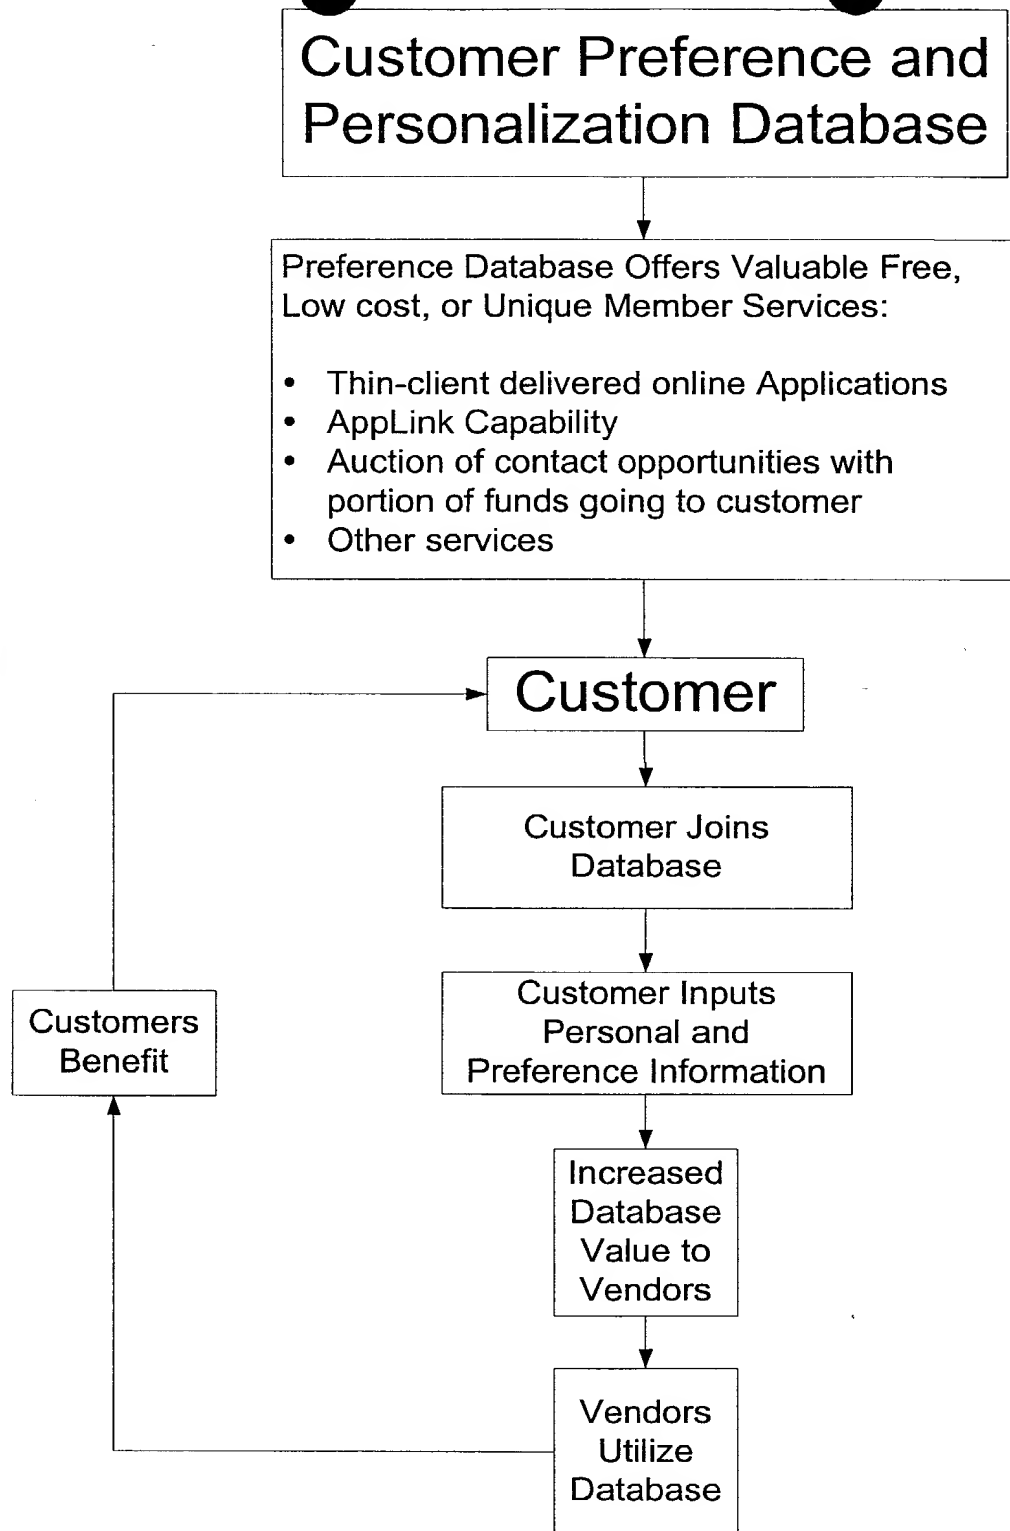 Customer Preference and
Personalization Database
Preference Database Offers Valuable Free,
Low cost, or Unique Member Services:
• Thin-client delivered online Applications
• AppLink Capability
• Auction of contact opportunities with
portion of funds going to customer
• Other services
Customer
Customer Joins
Database
Customer Inputs
Personal and
Preference Information
Customers
Benefit
Increased
Database
Value to
Vendors
Vendors
Utilize
Database